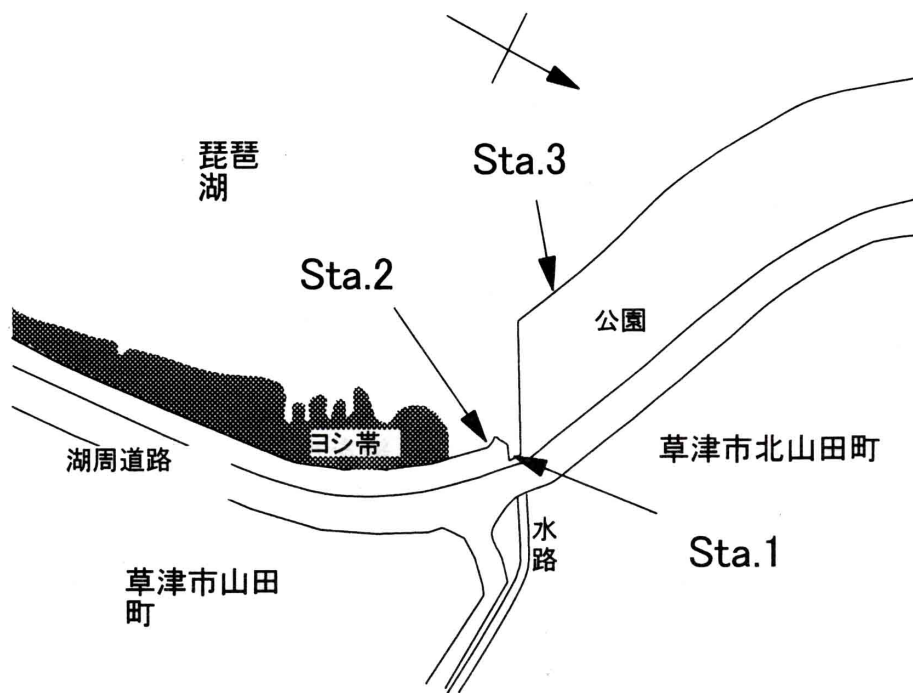 琵琶
湖
Sta.3
Sta.2
公園
ヨシ帯
湖周道路
草津市北山田町
水
路
Sta.1
草津市山田
町